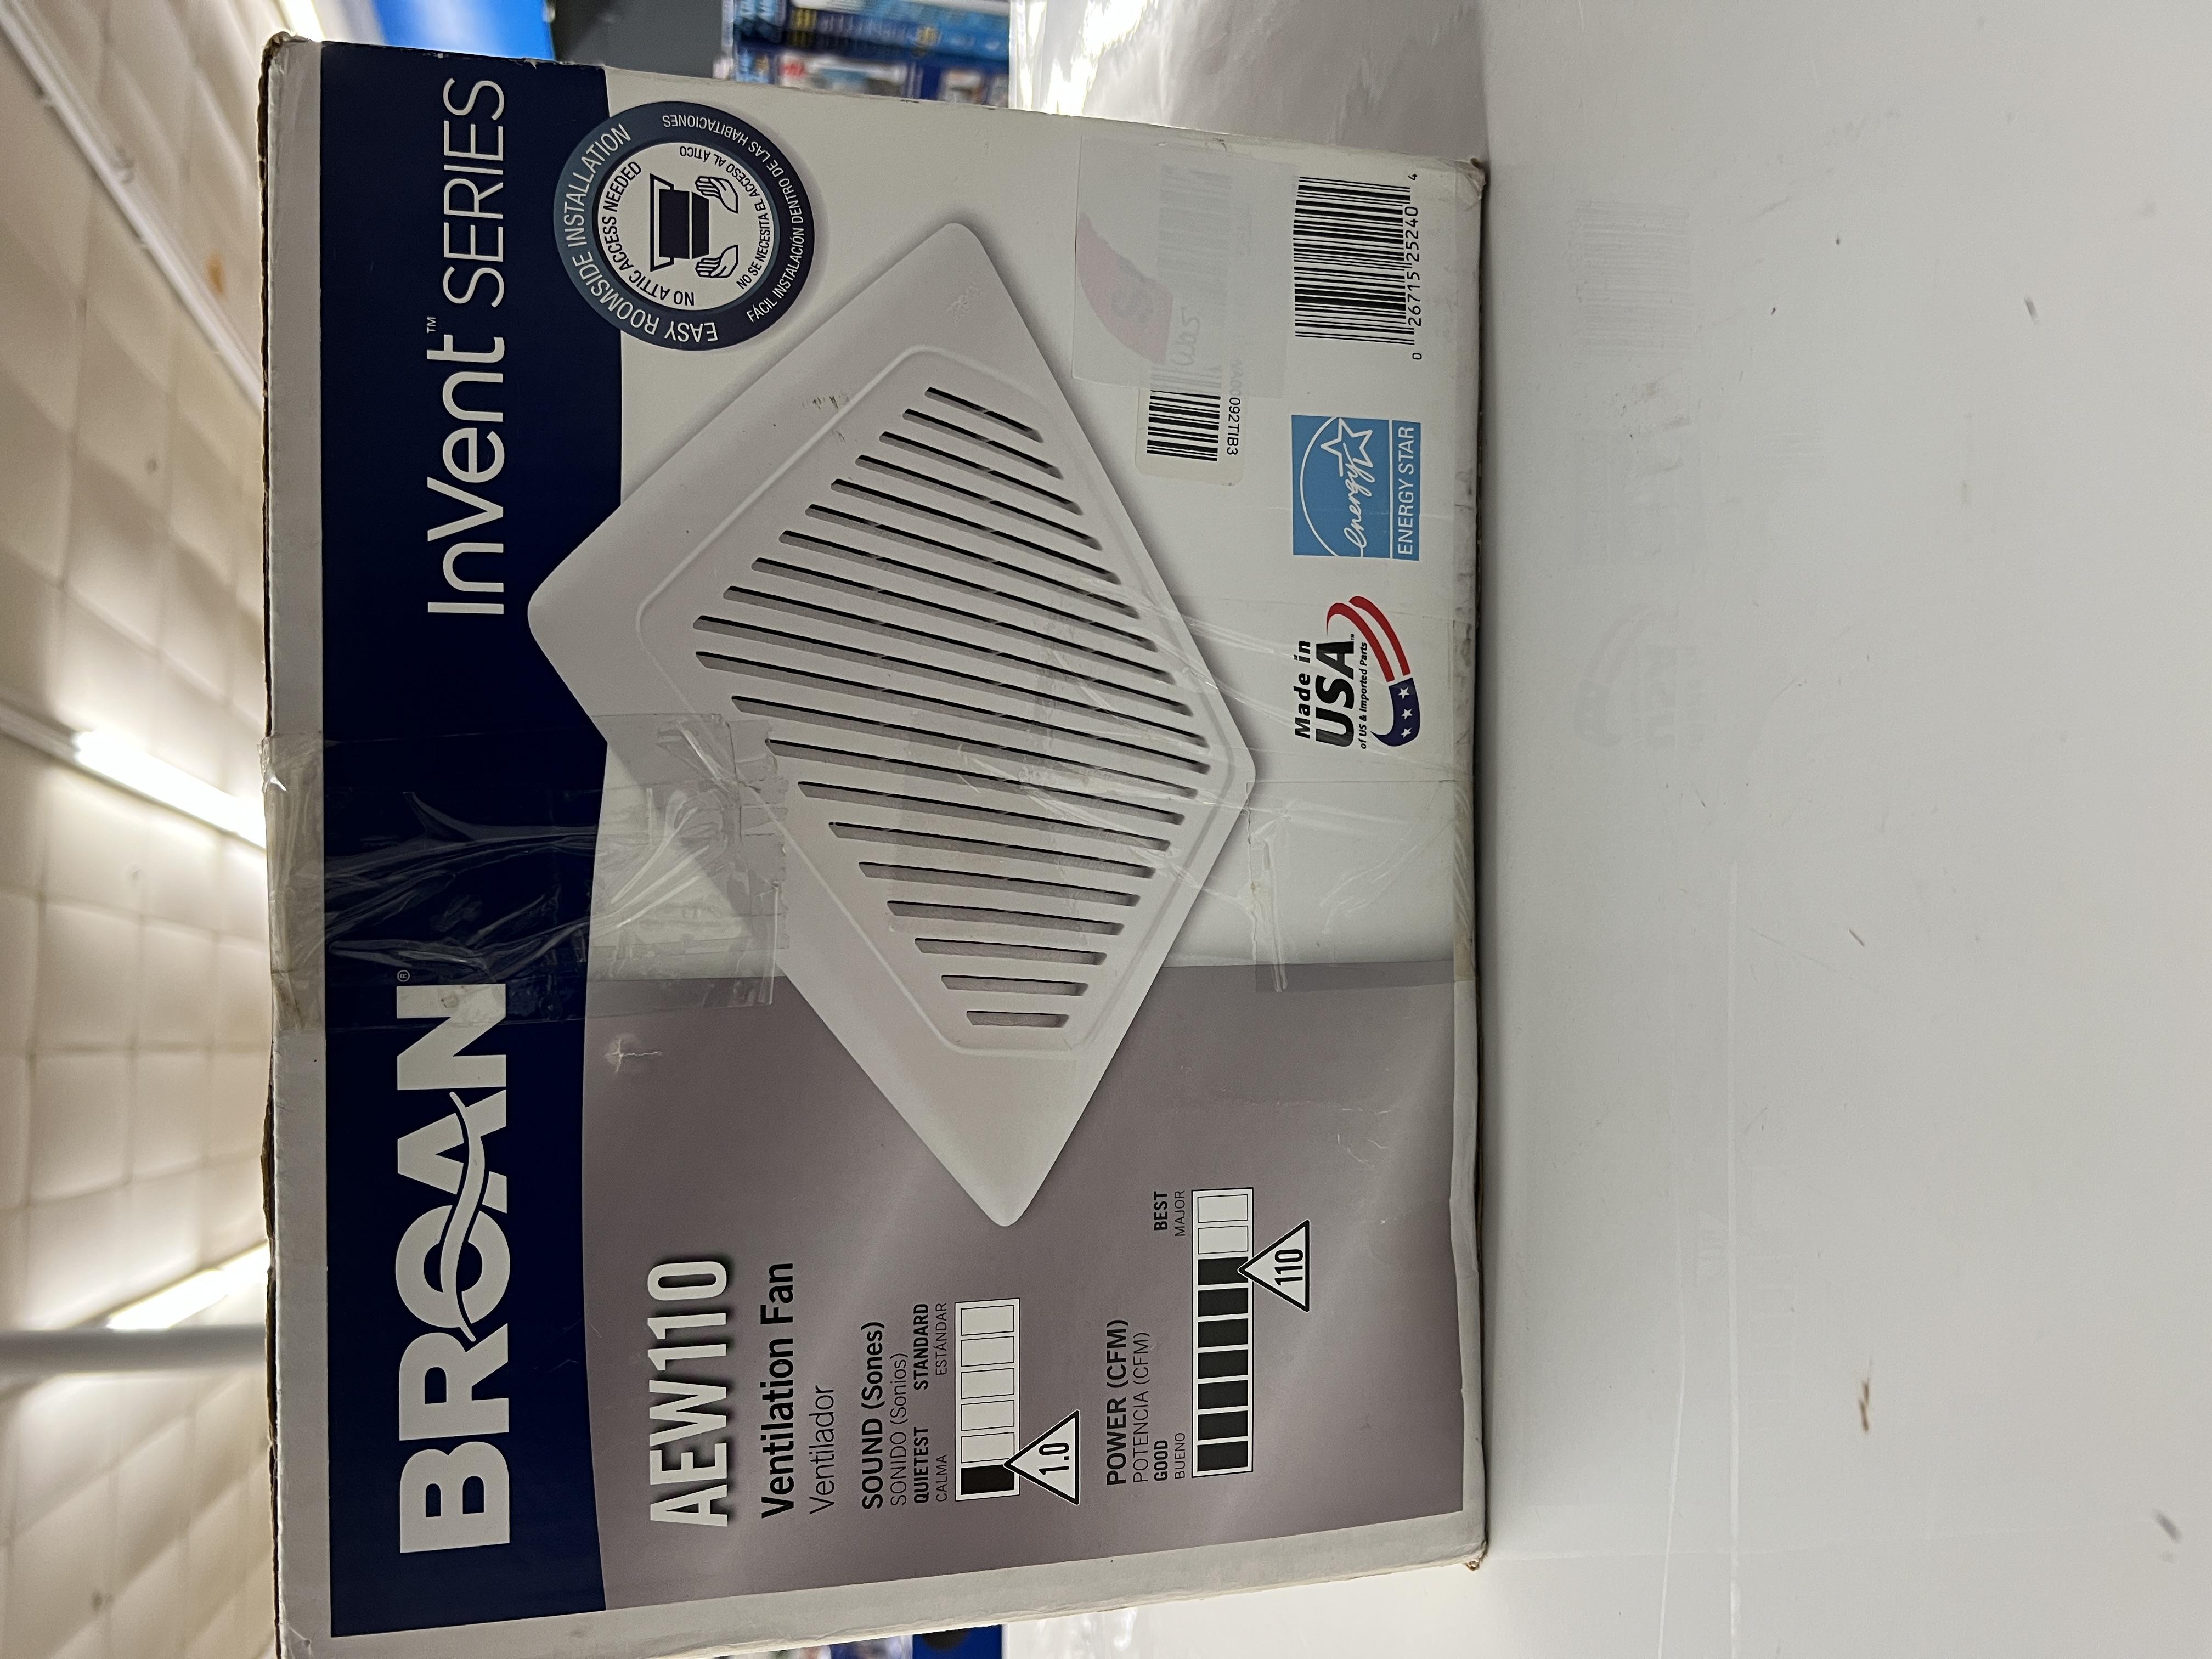 BROAN®
InVent™ SERIES
EASY ROOMSIDE INSTALLATION
NO ATTIC ACCESS NEEDED
NO SE NECESITA EL ACCESO AL ÁTICO
FÁCIL INSTALACIÓN DENTRO DE LAS HABITACIONES
AEW110
Ventilation Fan
Ventilador
SOUND (Sones)
SONIDO (Sonios)
QUIETEST STANDARD
CALMA ESTÁNDAR
1.0
POWER (CFM)
POTENCIA (CFM)
GOOD BEST
BUENO MAJOR
110
Made in
USA™
of US & Imported Parts
energy
ENERGY STAR
0 26715 25240 4